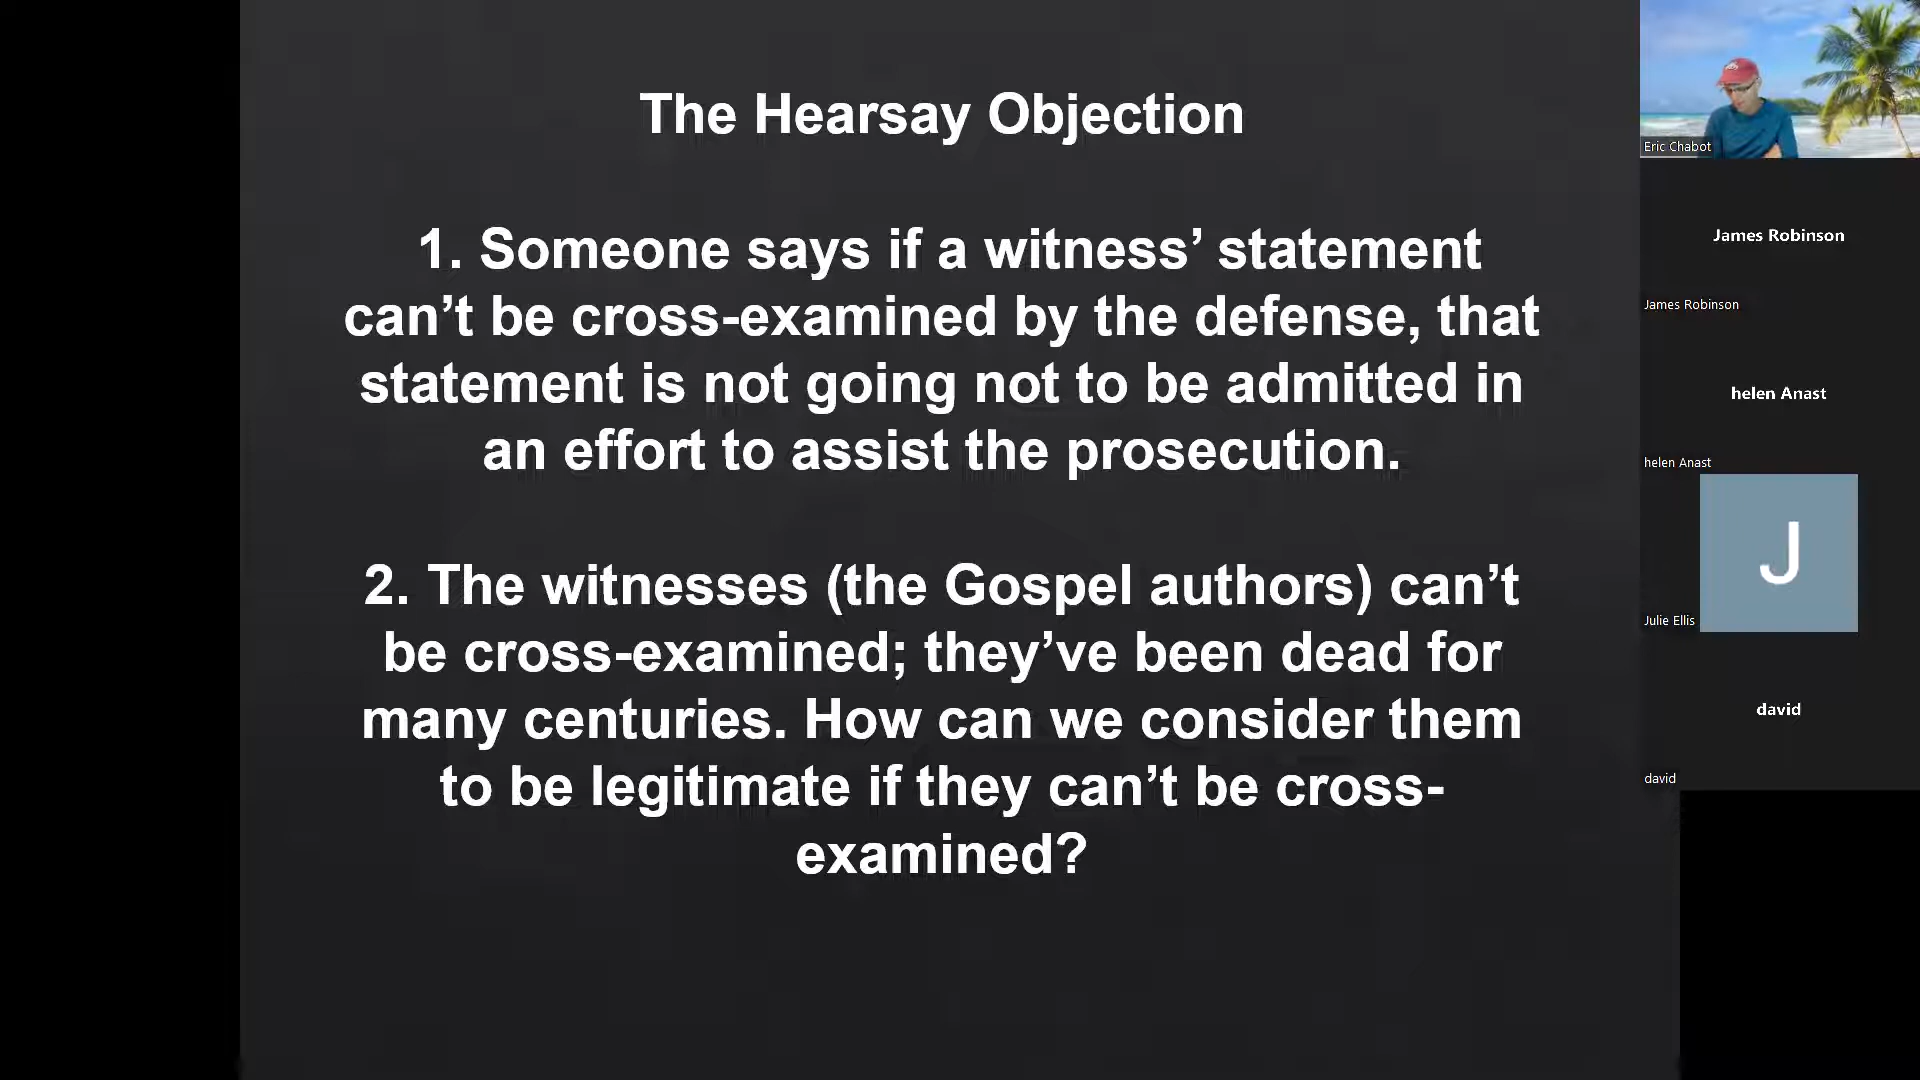 The Hearsay Objection
1. Someone says if a witness’ statement
can’t be cross-examined by the defense, that
statement is not going not to be admitted in
an effort to assist the prosecution.
2. The witnesses (the Gospel authors) can’t
be cross-examined; they’ve been dead for
many centuries. How can we consider them
to be legitimate if they can’t be cross-
examined?
Eric Chabot
James Robinson
James Robinson
helen Anast
helen Anast
J
Julie Ellis
david
david